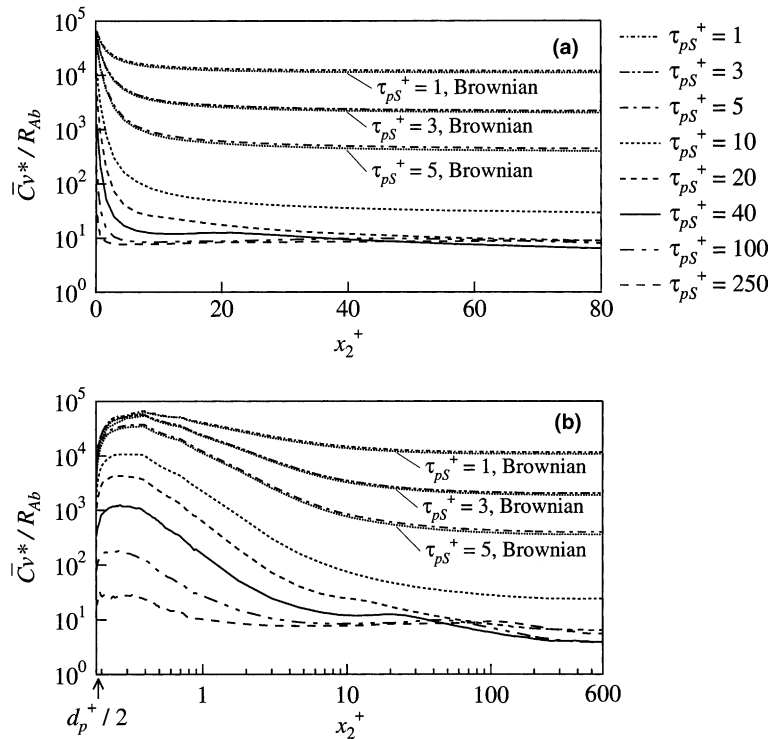 (a)
C̄v*/R_Ab
10^5
10^4
10^3
10^2
10^1
10^0
τ_pS^+ = 1, Brownian
τ_pS^+ = 3, Brownian
τ_pS^+ = 5, Brownian
0 20 40 60 80
x_2^+
τ_pS^+ = 1
τ_pS^+ = 3
τ_pS^+ = 5
τ_pS^+ = 10
τ_pS^+ = 20
τ_pS^+ = 40
τ_pS^+ = 100
τ_pS^+ = 250
(b)
C̄v*/R_Ab
10^5
10^4
10^3
10^2
10^1
10^0
τ_pS^+ = 1, Brownian
τ_pS^+ = 3, Brownian
τ_pS^+ = 5, Brownian
1 10 100 600
d_p^+/2
x_2^+